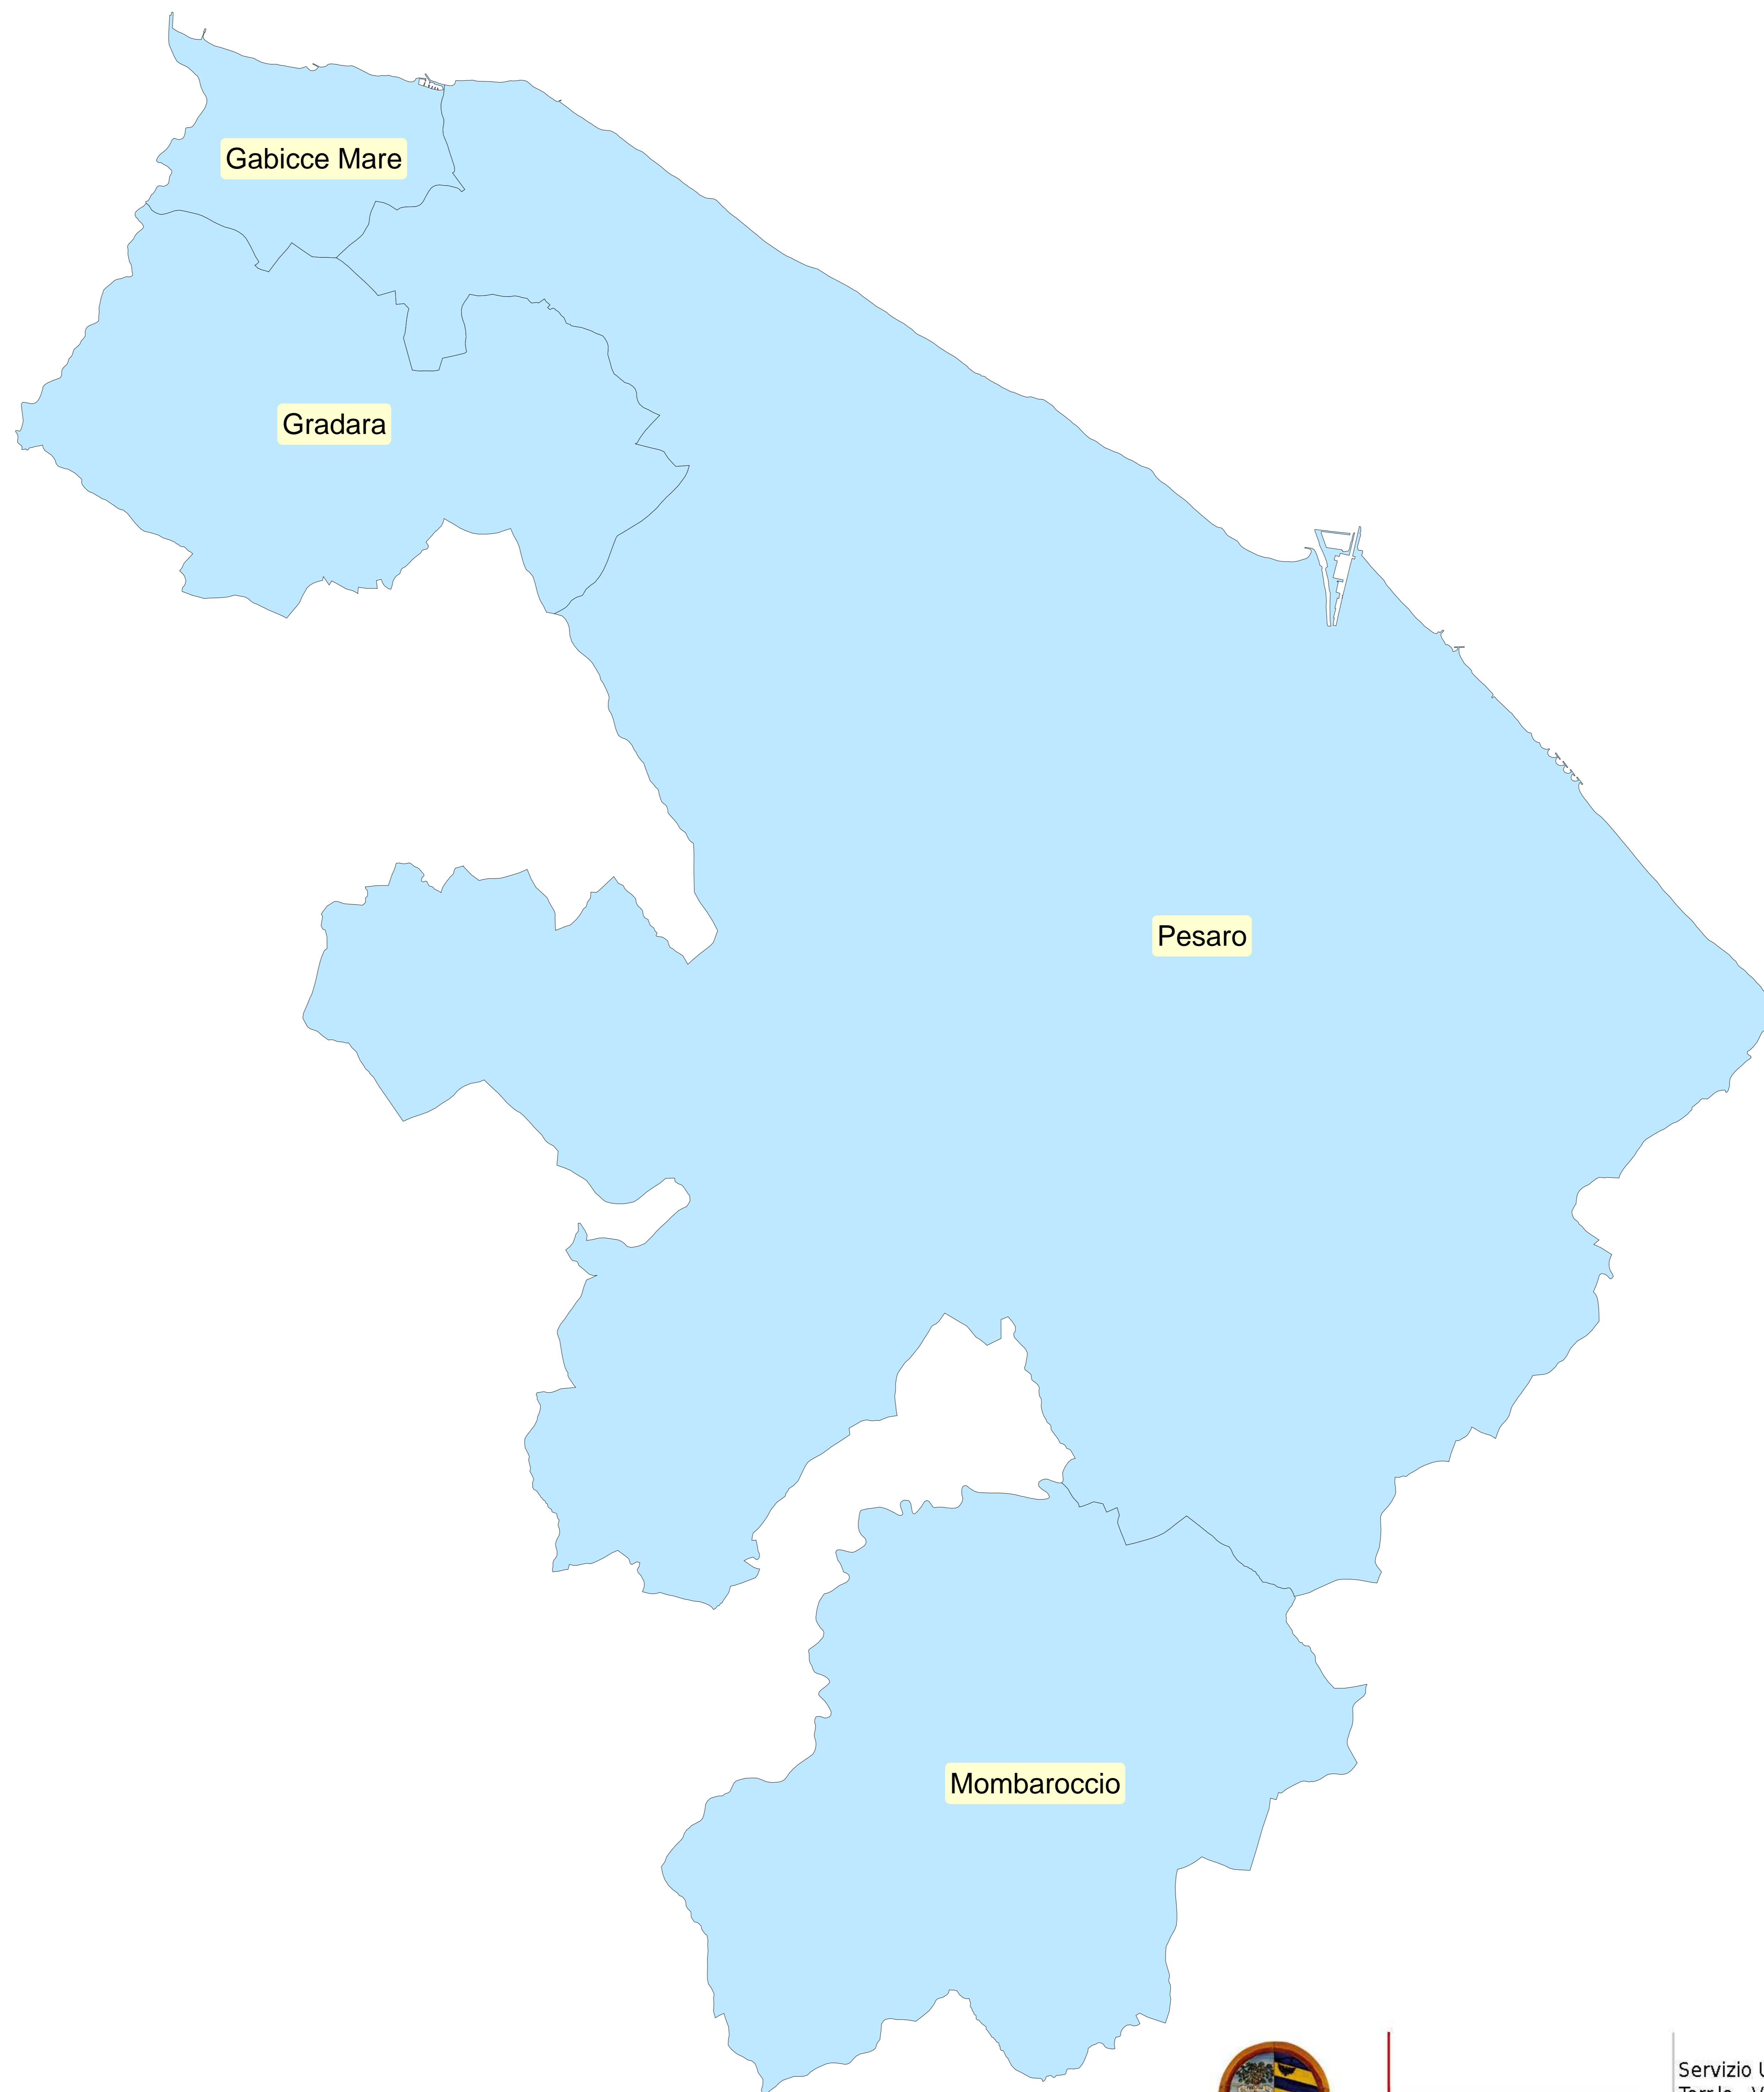 Gabicce Mare
Gradara
Pesaro
Mombaroccio
Servizio